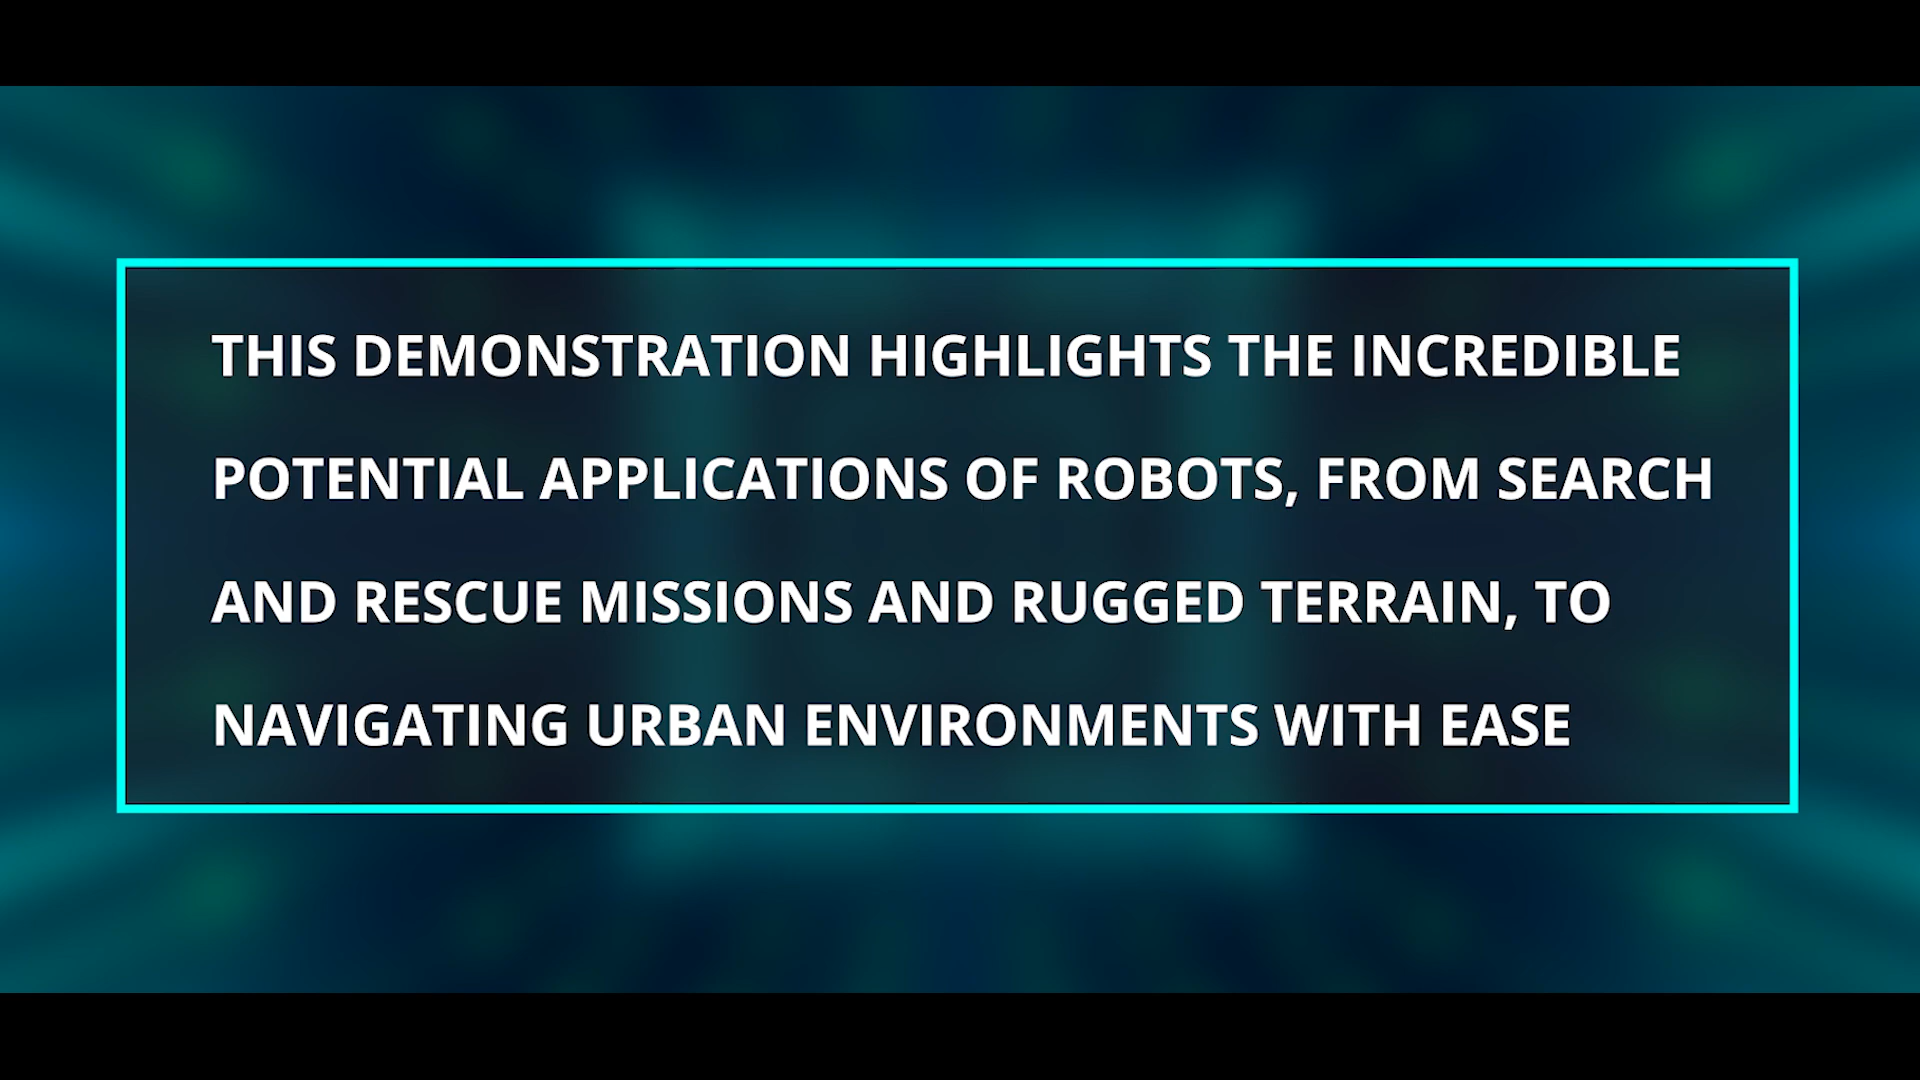 THIS DEMONSTRATION HIGHLIGHTS THE INCREDIBLE
POTENTIAL APPLICATIONS OF ROBOTS, FROM SEARCH
AND RESCUE MISSIONS AND RUGGED TERRAIN, TO
NAVIGATING URBAN ENVIRONMENTS WITH EASE